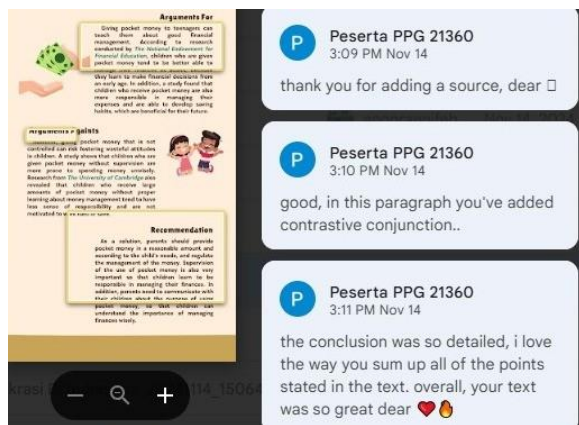 Arguments For
Giving pocket money to teenagers can
teach them about good financial
management. According to research
conducted by The National Endowment for
Financial Education, children who are given
pocket money tend to be better able to
they learn to make financial decisions from
an early age. In addition, a study found that
children who receive pocket money are also
more responsible in managing their
expenses and are able to develop saving
habits, which are beneficial for their future.
Arguments Against
pocket money that is not
controlled can risk fostering wasteful attitudes
in children. A study shows that children who are
given pocket money without supervision are
more prone to spending money unwisely.
Research from The University of Cambridge also
revealed that children who receive large
amounts of pocket money without proper
learning about money management tend to have
less sense of responsibility and are not
motivated to
Recommendation
As a solution, parents should provide
pocket money in a reasonable amount and
according to the child's needs, and regulate
the management of the money. Supervision
of the use of pocket money is also very
important so that children learn to be
responsible in managing their finances. In
addition, parents need to communicate with
their children about the purpose of using
pocket money, so that children can
understand the importance of managing
finances wisely.
P
Peserta PPG 21360
3:09 PM Nov 14
thank you for adding a source, dear
P
Peserta PPG 21360
3:10 PM Nov 14
good, in this paragraph you've added
contrastive conjunction..
P
Peserta PPG 21360
3:11 PM Nov 14
the conclusion was so detailed, i love
the way you sum up all of the points
stated in the text. overall, your text
was so great dear ❤️🔥